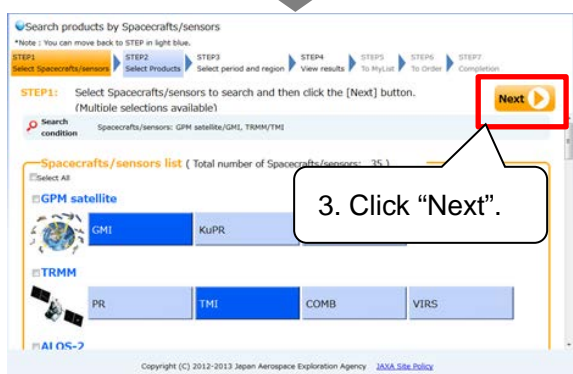 Search products by Spacecrafts/sensors
*Note : You can move back to STEP in light blue.
STEP1 STEP2 STEP3 STEP4 STEP5 STEP6 STEP7
Select Spacecrafts/sensors Select Products Select period and region View results To MyList To Order Completion
STEP1: Select Spacecrafts/sensors to search and then click the [Next] button.
(Multiple selections available)
Next
Search condition Spacecrafts/sensors: GPM satellite/GMI, TRMM/TMI
Spacecrafts/sensors list ( Total number of Spacecrafts/sensors: 35 )
Select All
3. Click “Next”.
GPM satellite
GMI KuPR
TRMM
PR TMI COMB VIRS
ALOS-2
Copyright (C) 2012-2013 Japan Aerospace Exploration Agency JAXA Site Policy